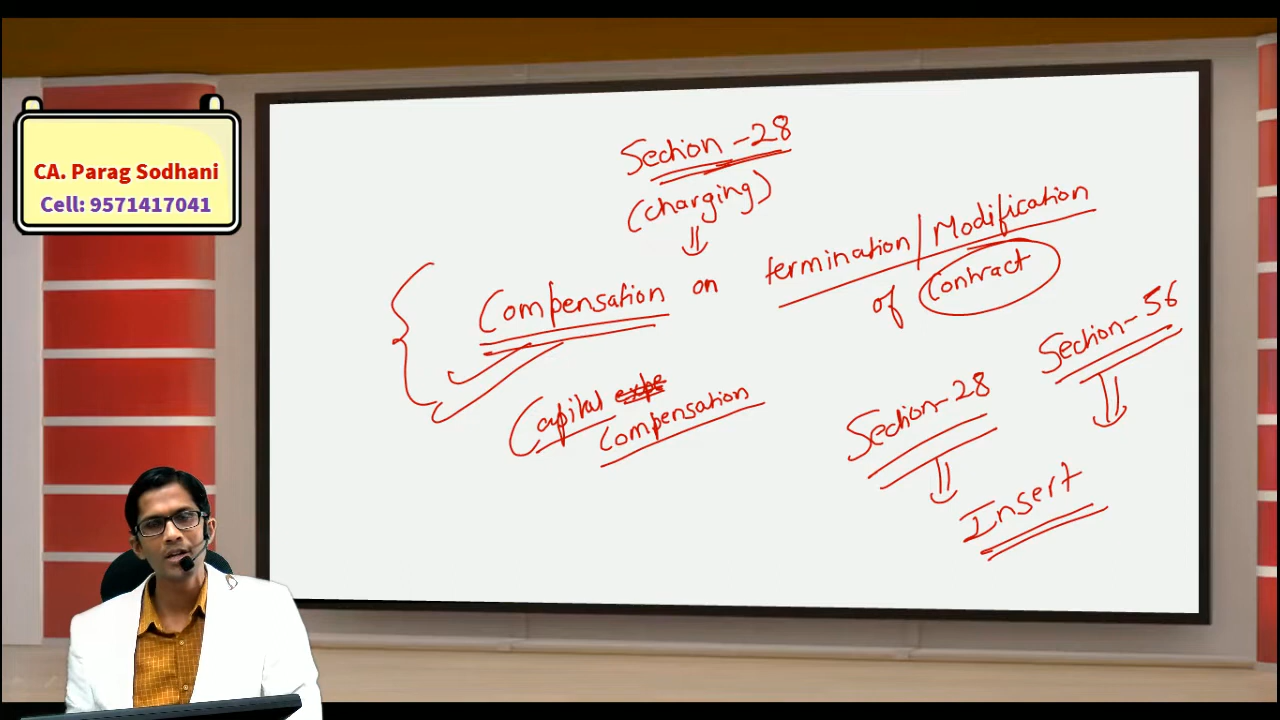 CA. Parag Sodhani
Cell: 9571417041
Section-28
(charging)
Compensation on termination/Modification
of Contract
Capital expe
Compensation
Section-28
Insert
Section-56